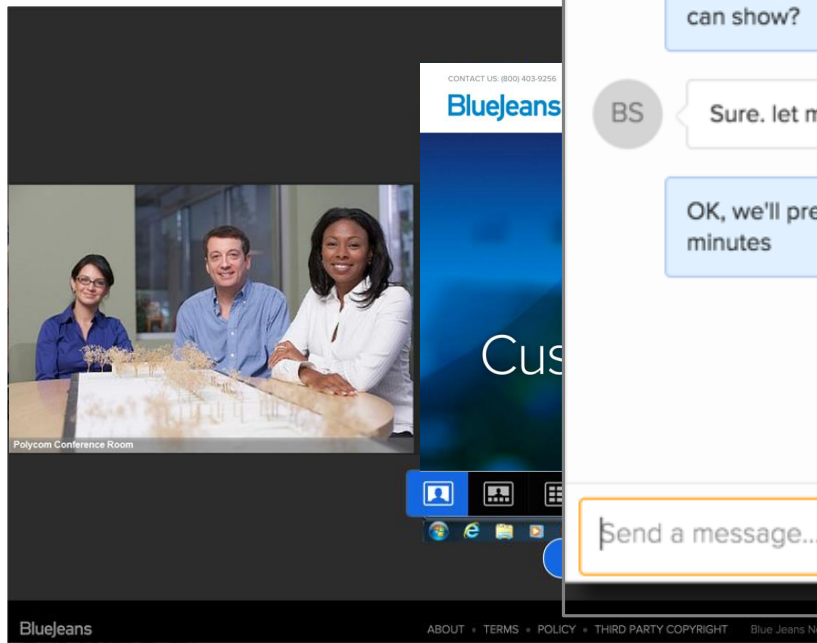 CONTACT US: (800) 403-9256
BlueJeans
Cus
Polycom Conference Room
can show?
BS
Sure. let m
OK, we'll pre
minutes
Send a message...
BlueJeans
ABOUT • TERMS • POLICY • THIRD PARTY COPYRIGHT Blue Jeans N